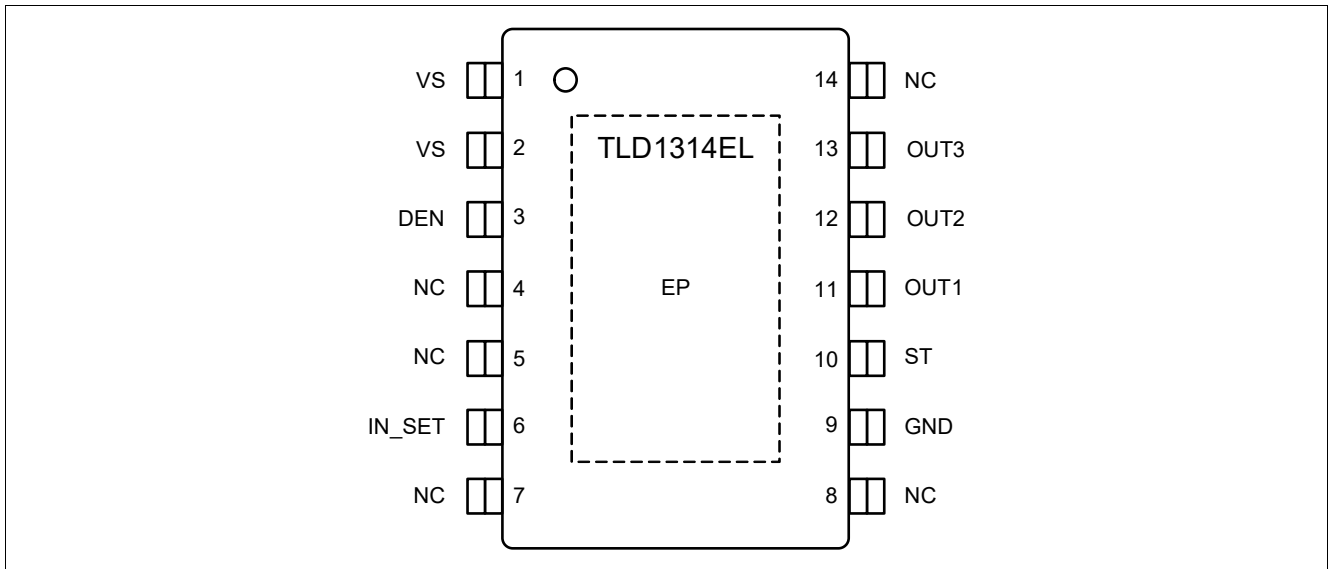 VS 1 14 NC
VS 2 TLD1314EL 13 OUT3
DEN 3 12 OUT2
NC 4 EP 11 OUT1
NC 5 10 ST
IN_SET 6 9 GND
NC 7 8 NC